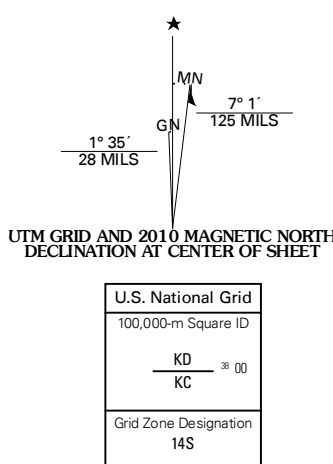 ★
MN
GN
7° 1´
125 MILS
1° 35´
28 MILS
UTM GRID AND 2010 MAGNETIC NORTH
DECLINATION AT CENTER OF SHEET
U.S. National Grid
100,000-m Square ID
KD
38 00
KC
Grid Zone Designation
14S